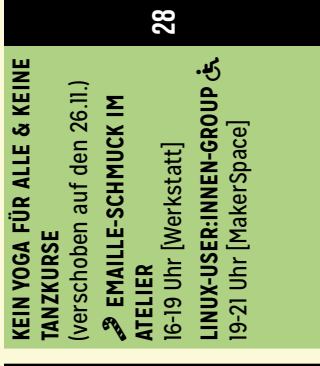 28
KEIN YOGA FÜR ALLE & KEINE
TANZKURSE
(verschoben auf den 26.11.)
EMAILLE-SCHMUCK IM
ATELIER
16-19 Uhr [Werkstatt]
LINUX-USER:INNEN-GROUP
19-21 Uhr [MakerSpace]